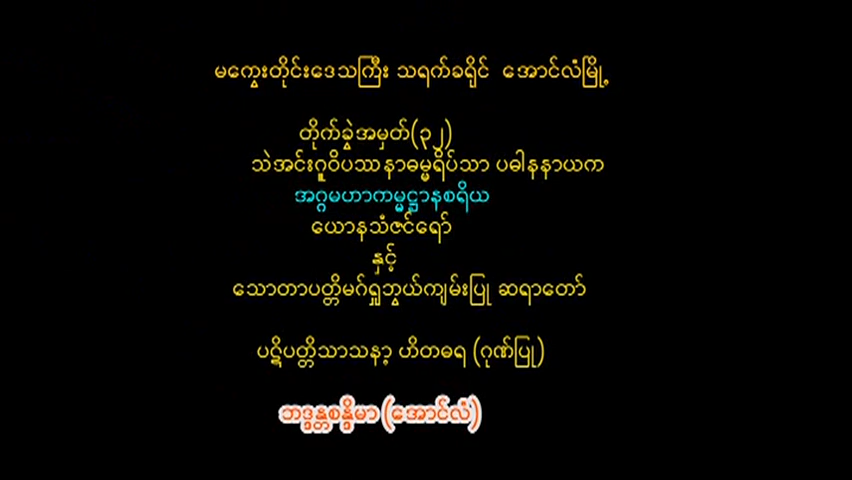 မကွေးတိုင်းဒေသကြီး သရက်ခရိုင် အောင်လံမြို့
တိုက်ခွဲအမှတ်(၃၂)
သဲအင်းဂူဝိပဿနာဓမ္မရိပ်သာ ပဓါနနာယက
အဂ္ဂမဟာကမ္မဋ္ဌာနစရိယ
ယောနသံဇင်ရော်
နှင့်
သောတာပတ္တိမဂ်ရှုဘွယ်ကျမ်းပြု ဆရာတော်
ပဋိပတ္တိသာသနာ့ ဟိတဓရ (ဂုဏ်ပြု)
ဘဒ္ဒန္တစန္ဒိမာ (အောင်လံ)